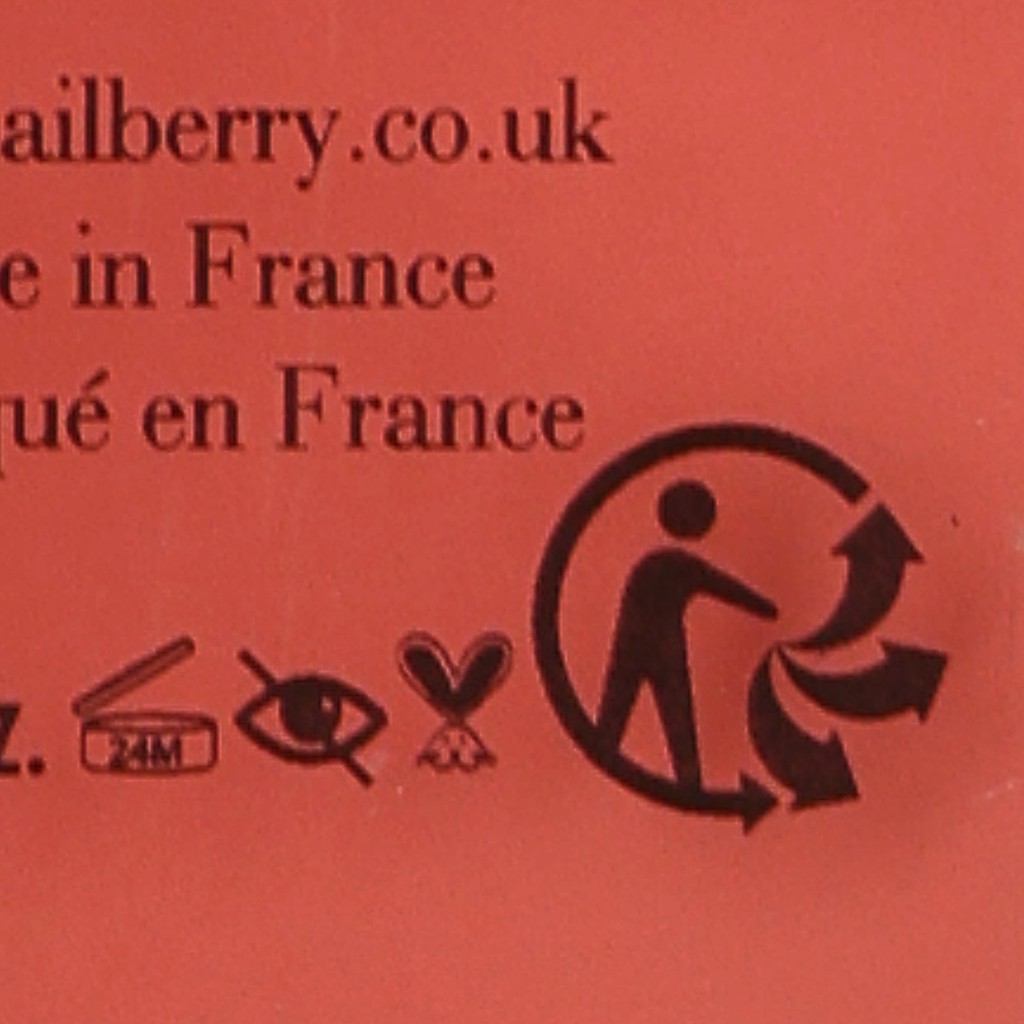 ailberry.co.uk
e in France
qué en France
z.
24M